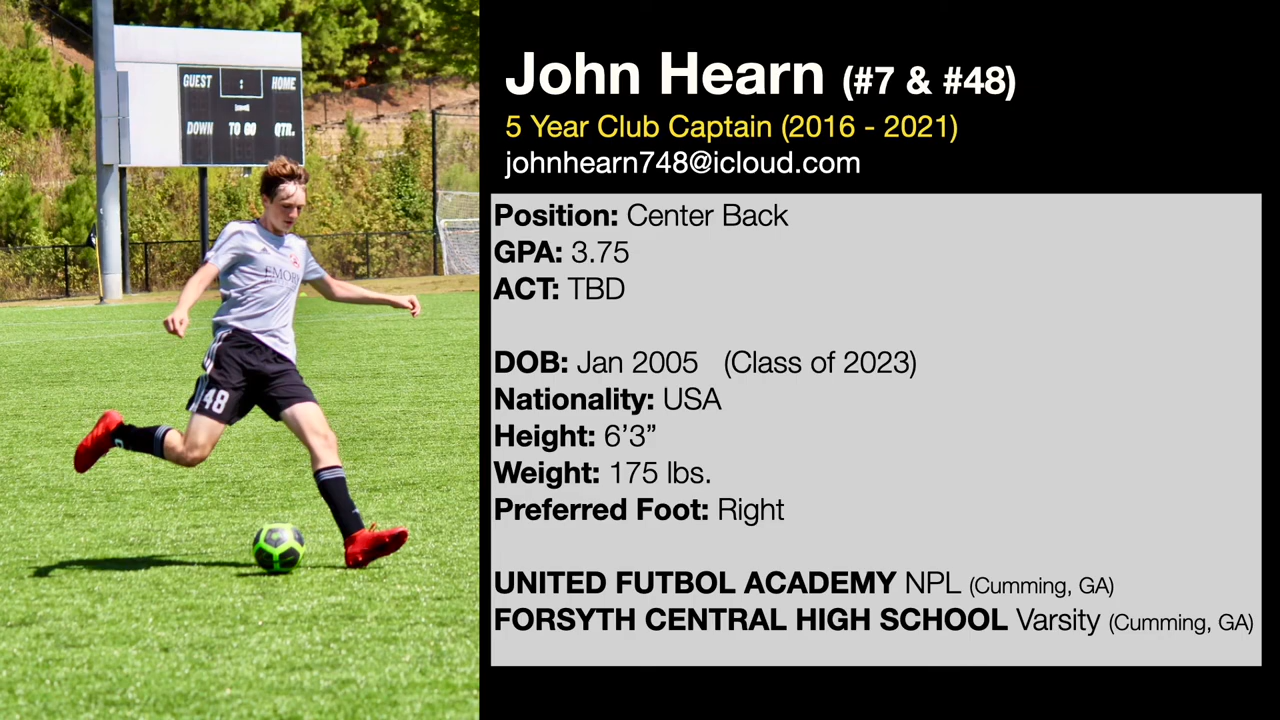 GUEST : HOME
DOWN TO GO QTR.
EMORY
48
John Hearn (#7 & #48)
5 Year Club Captain (2016 - 2021)
johnhearn748@icloud.com
Position: Center Back
GPA: 3.75
ACT: TBD
DOB: Jan 2005 (Class of 2023)
Nationality: USA
Height: 6’3”
Weight: 175 lbs.
Preferred Foot: Right
UNITED FUTBOL ACADEMY NPL (Cumming, GA)
FORSYTH CENTRAL HIGH SCHOOL Varsity (Cumming, GA)